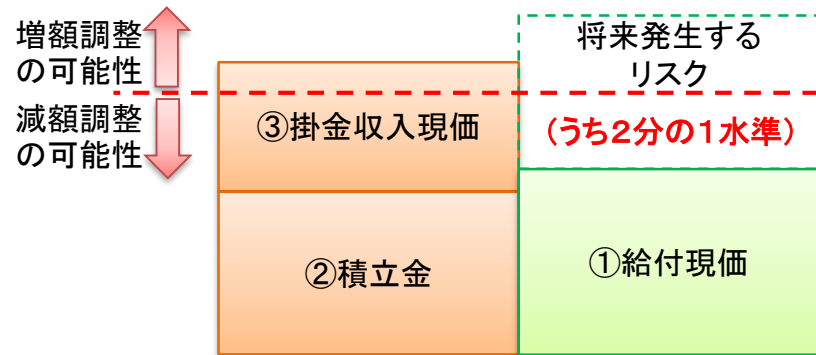 増額調整
の可能性
減額調整
の可能性
③掛金収入現価
②積立金
将来発生する
リスク
(うち２分の１水準)
①給付現価